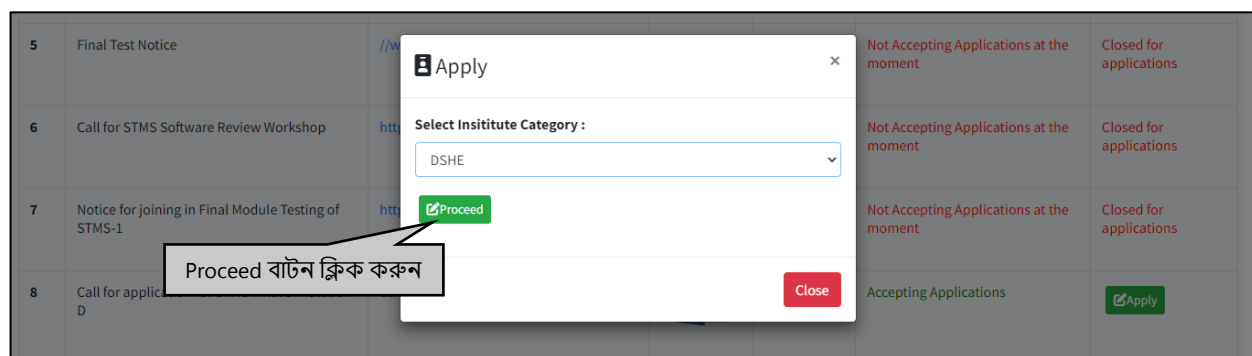 5 Final Test Notice //w Not Accepting Applications at the Closed for
moment applications
Apply ×
6 Call for STMS Software Review Workshop http Not Accepting Applications at the Closed for
moment applications
Select Insititute Category :
DSHE
7 Notice for joining in Final Module Testing of http Not Accepting Applications at the Closed for
STMS-1 moment applications
Proceed
Proceed বাটন ক্লিক করুন
8 Call for applic Accepting Applications Apply
D
Close